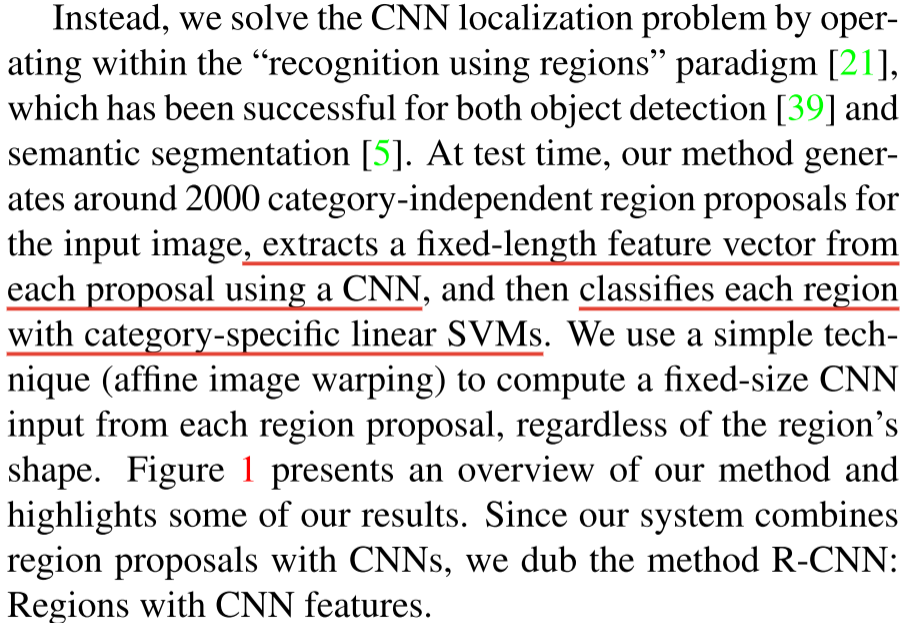 Instead, we solve the CNN localization problem by oper-
ating within the “recognition using regions” paradigm [21],
which has been successful for both object detection [39] and
semantic segmentation [5]. At test time, our method gener-
ates around 2000 category-independent region proposals for
the input image, extracts a fixed-length feature vector from
each proposal using a CNN, and then classifies each region
with category-specific linear SVMs. We use a simple tech-
nique (affine image warping) to compute a fixed-size CNN
input from each region proposal, regardless of the region’s
shape. Figure 1 presents an overview of our method and
highlights some of our results. Since our system combines
region proposals with CNNs, we dub the method R-CNN:
Regions with CNN features.